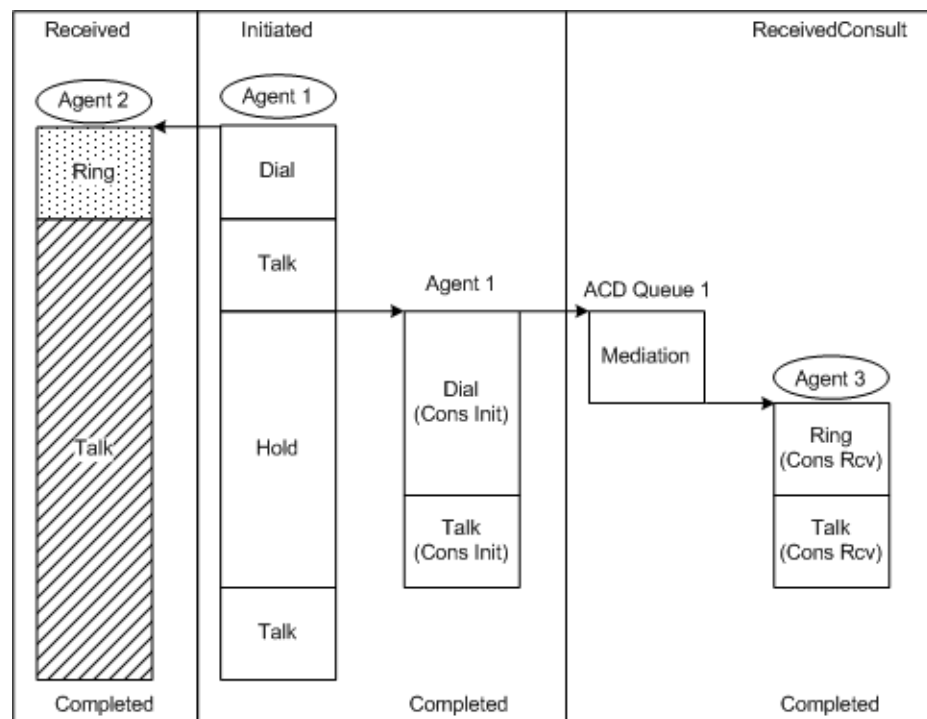 Received
Initiated
ReceivedConsult
Agent 2
Agent 1
Ring
Dial
Talk
Agent 1
ACD Queue 1
Mediation
Agent 3
Dial
(Cons Init)
Ring
(Cons Rcv)
Talk
Hold
Talk
(Cons Init)
Talk
(Cons Rcv)
Talk
Completed
Completed
Completed